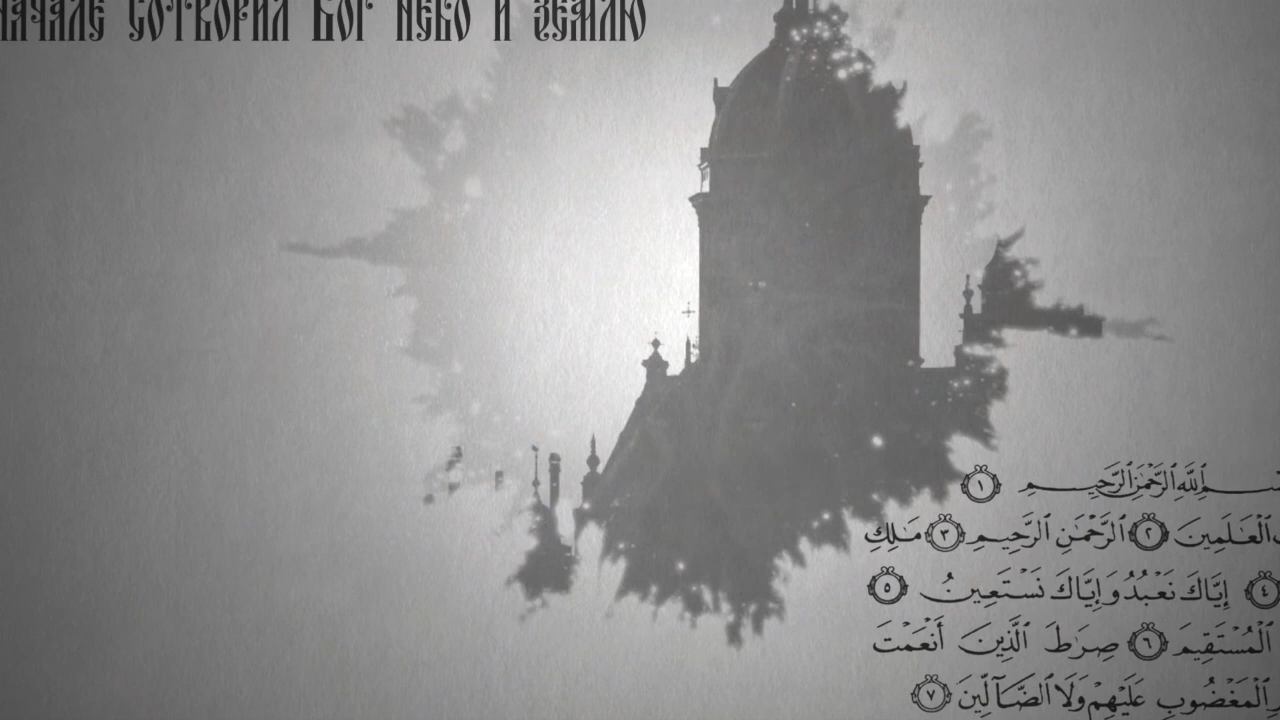 НАЧАЛЕ СОТВОРИЛ БОГ НЕБО И ЗЕМЛЮ
ٱللَّهِ ٱلرَّحْمَٰنِ ٱلرَّحِيمِ ١
ٱلْعَٰلَمِينَ ٢ ٱلرَّحْمَٰنِ ٱلرَّحِيمِ ٣ مَٰلِكِ
٤ إِيَّاكَ نَعْبُدُ وَإِيَّاكَ نَسْتَعِينُ ٥
ٱلْمُسْتَقِيمَ ٦ صِرَٰطَ ٱلَّذِينَ أَنْعَمْتَ
ٱلْمَغْضُوبِ عَلَيْهِمْ وَلَا ٱلضَّآلِّينَ ٧